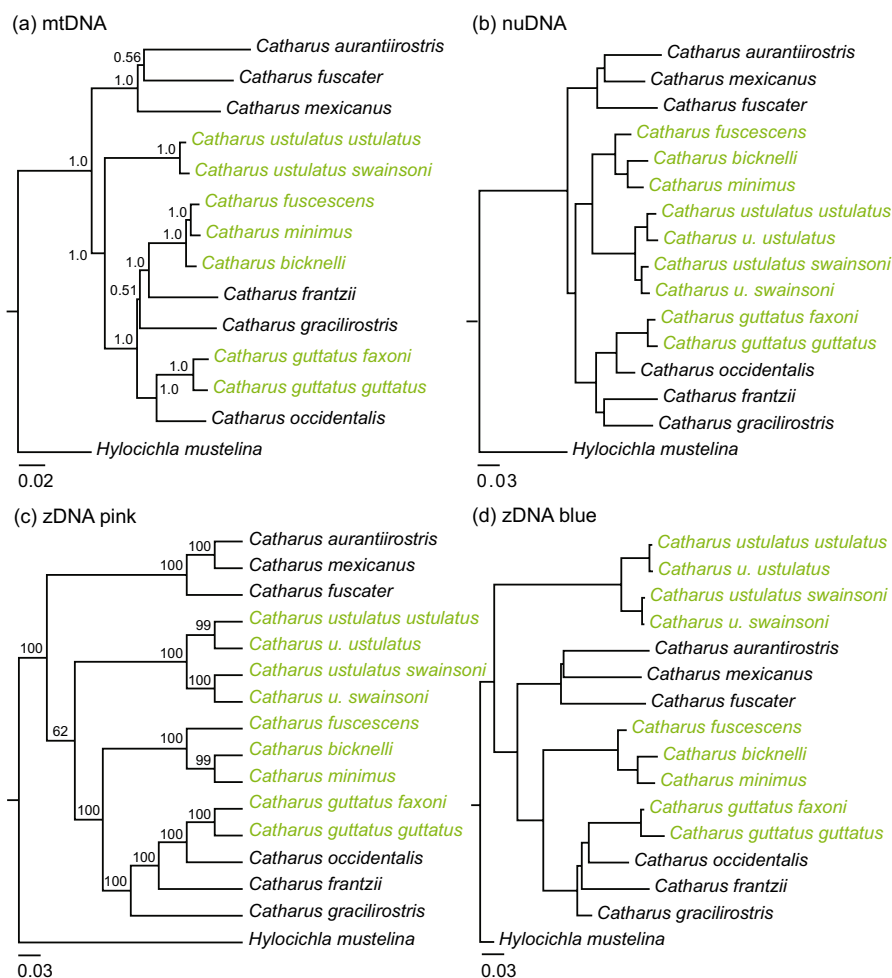 (a) mtDNA
0.56
1.0
1.0
1.0
1.0
1.0
1.0
1.0
0.51
1.0
1.0
1.0
Catharus aurantiirostris
Catharus fuscater
Catharus mexicanus
Catharus ustulatus ustulatus
Catharus ustulatus swainsoni
Catharus fuscescens
Catharus minimus
Catharus bicknelli
Catharus frantzii
Catharus gracilirostris
Catharus guttatus faxoni
Catharus guttatus guttatus
Catharus occidentalis
Hylocichla mustelina
0.02
(b) nuDNA
Catharus aurantiirostris
Catharus mexicanus
Catharus fuscater
Catharus fuscescens
Catharus bicknelli
Catharus minimus
Catharus ustulatus ustulatus
Catharus u. ustulatus
Catharus ustulatus swainsoni
Catharus u. swainsoni
Catharus guttatus faxoni
Catharus guttatus guttatus
Catharus occidentalis
Catharus frantzii
Catharus gracilirostris
Hylocichla mustelina
0.03
(c) zDNA pink
100
100
100
99
100
100
62
100
99
100
100
100
100
100
Catharus aurantiirostris
Catharus mexicanus
Catharus fuscater
Catharus ustulatus ustulatus
Catharus u. ustulatus
Catharus ustulatus swainsoni
Catharus u. swainsoni
Catharus fuscescens
Catharus bicknelli
Catharus minimus
Catharus guttatus faxoni
Catharus guttatus guttatus
Catharus occidentalis
Catharus frantzii
Catharus gracilirostris
Hylocichla mustelina
0.03
(d) zDNA blue
Catharus ustulatus ustulatus
Catharus u. ustulatus
Catharus ustulatus swainsoni
Catharus u. swainsoni
Catharus aurantirostris
Catharus mexicanus
Catharus fuscater
Catharus fuscescens
Catharus bicknelli
Catharus minimus
Catharus guttatus faxoni
Catharus guttatus guttatus
Catharus occidentalis
Catharus frantzii
Catharus gracilirostris
Hylocichla mustelina
0.03